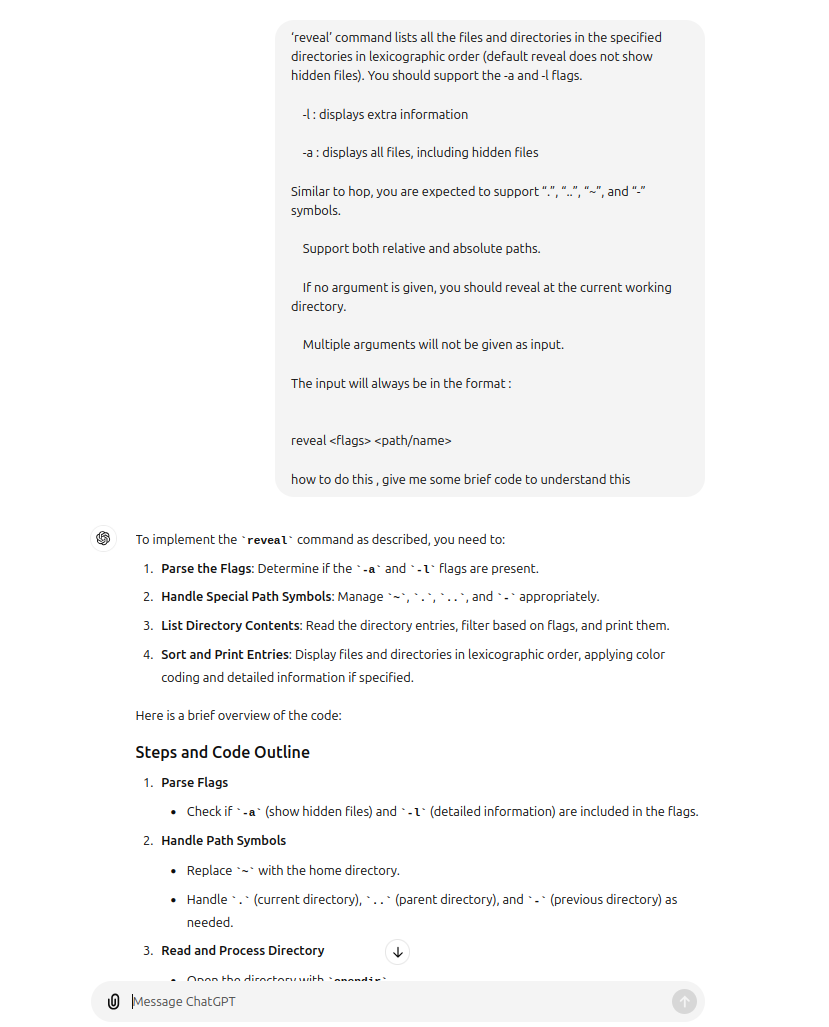 ‘reveal’ command lists all the files and directories in the specified
directories in lexicographic order (default reveal does not show
hidden files). You should support the -a and -l flags.
-l : displays extra information
-a : displays all files, including hidden files
Similar to hop, you are expected to support “.”, “..”, “~”, and “-”
symbols.
Support both relative and absolute paths.
If no argument is given, you should reveal at the current working
directory.
Multiple arguments will not be given as input.
The input will always be in the format :
reveal <flags> <path/name>
how to do this , give me some brief code to understand this
To implement the `reveal` command as described, you need to:
1. Parse the Flags: Determine if the `-a` and `-l` flags are present.
2. Handle Special Path Symbols: Manage `~`, `.`, `..`, and `-` appropriately.
3. List Directory Contents: Read the directory entries, filter based on flags, and print them.
4. Sort and Print Entries: Display files and directories in lexicographic order, applying color
coding and detailed information if specified.
Here is a brief overview of the code:
Steps and Code Outline
1. Parse Flags
• Check if `-a` (show hidden files) and `-l` (detailed information) are included in the flags.
2. Handle Path Symbols
• Replace `~` with the home directory.
• Handle `.` (current directory), `..` (parent directory), and `-` (previous directory) as
needed.
3. Read and Process Directory
• Open the directory with `opendir`
Message ChatGPT